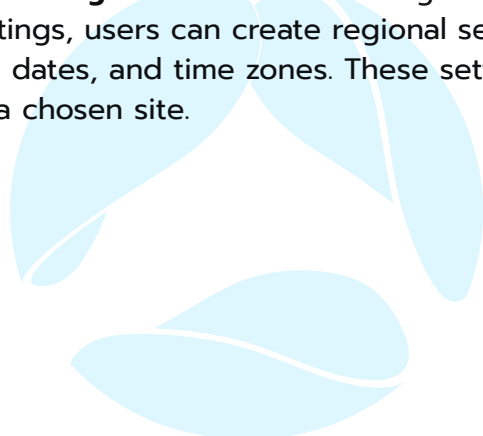 tings, users can create regional se
dates, and time zones. These set
a chosen site.